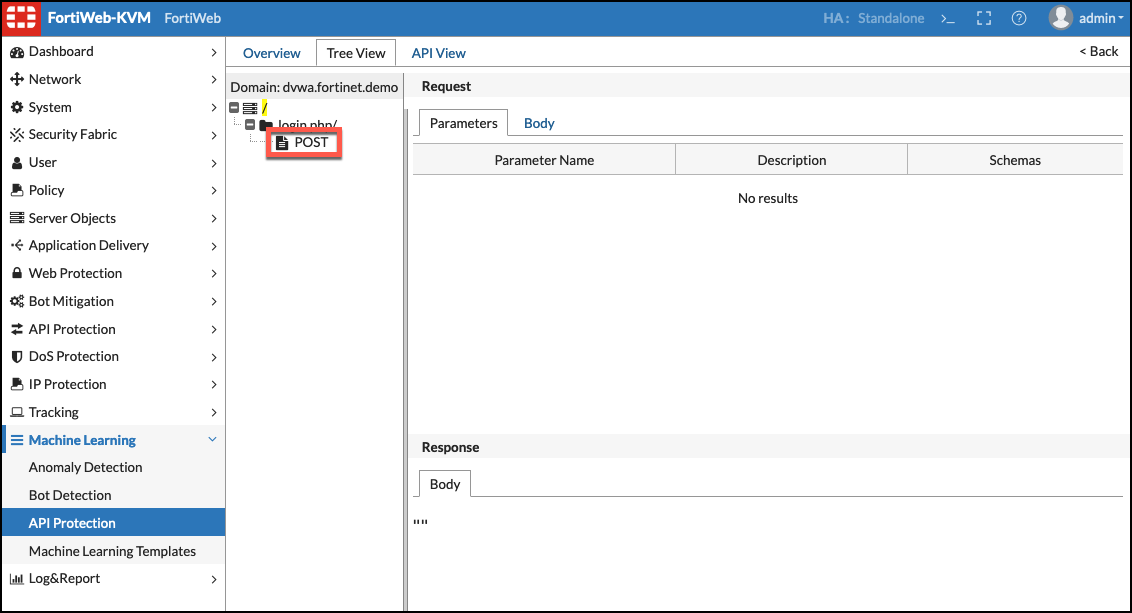 FortiWeb-KVM FortiWeb
HA: Standalone >_ admin
Dashboard
Network
System
Security Fabric
User
Policy
Server Objects
Application Delivery
Web Protection
Bot Mitigation
API Protection
DoS Protection
IP Protection
Tracking
Machine Learning
Anomaly Detection
Bot Detection
API Protection
Machine Learning Templates
Log&Report
Overview Tree View API View
< Back
Domain: dvwa.fortinet.demo
/
login.php/
POST
Request
Parameters Body
Parameter Name Description Schemas
No results
Response
Body
""